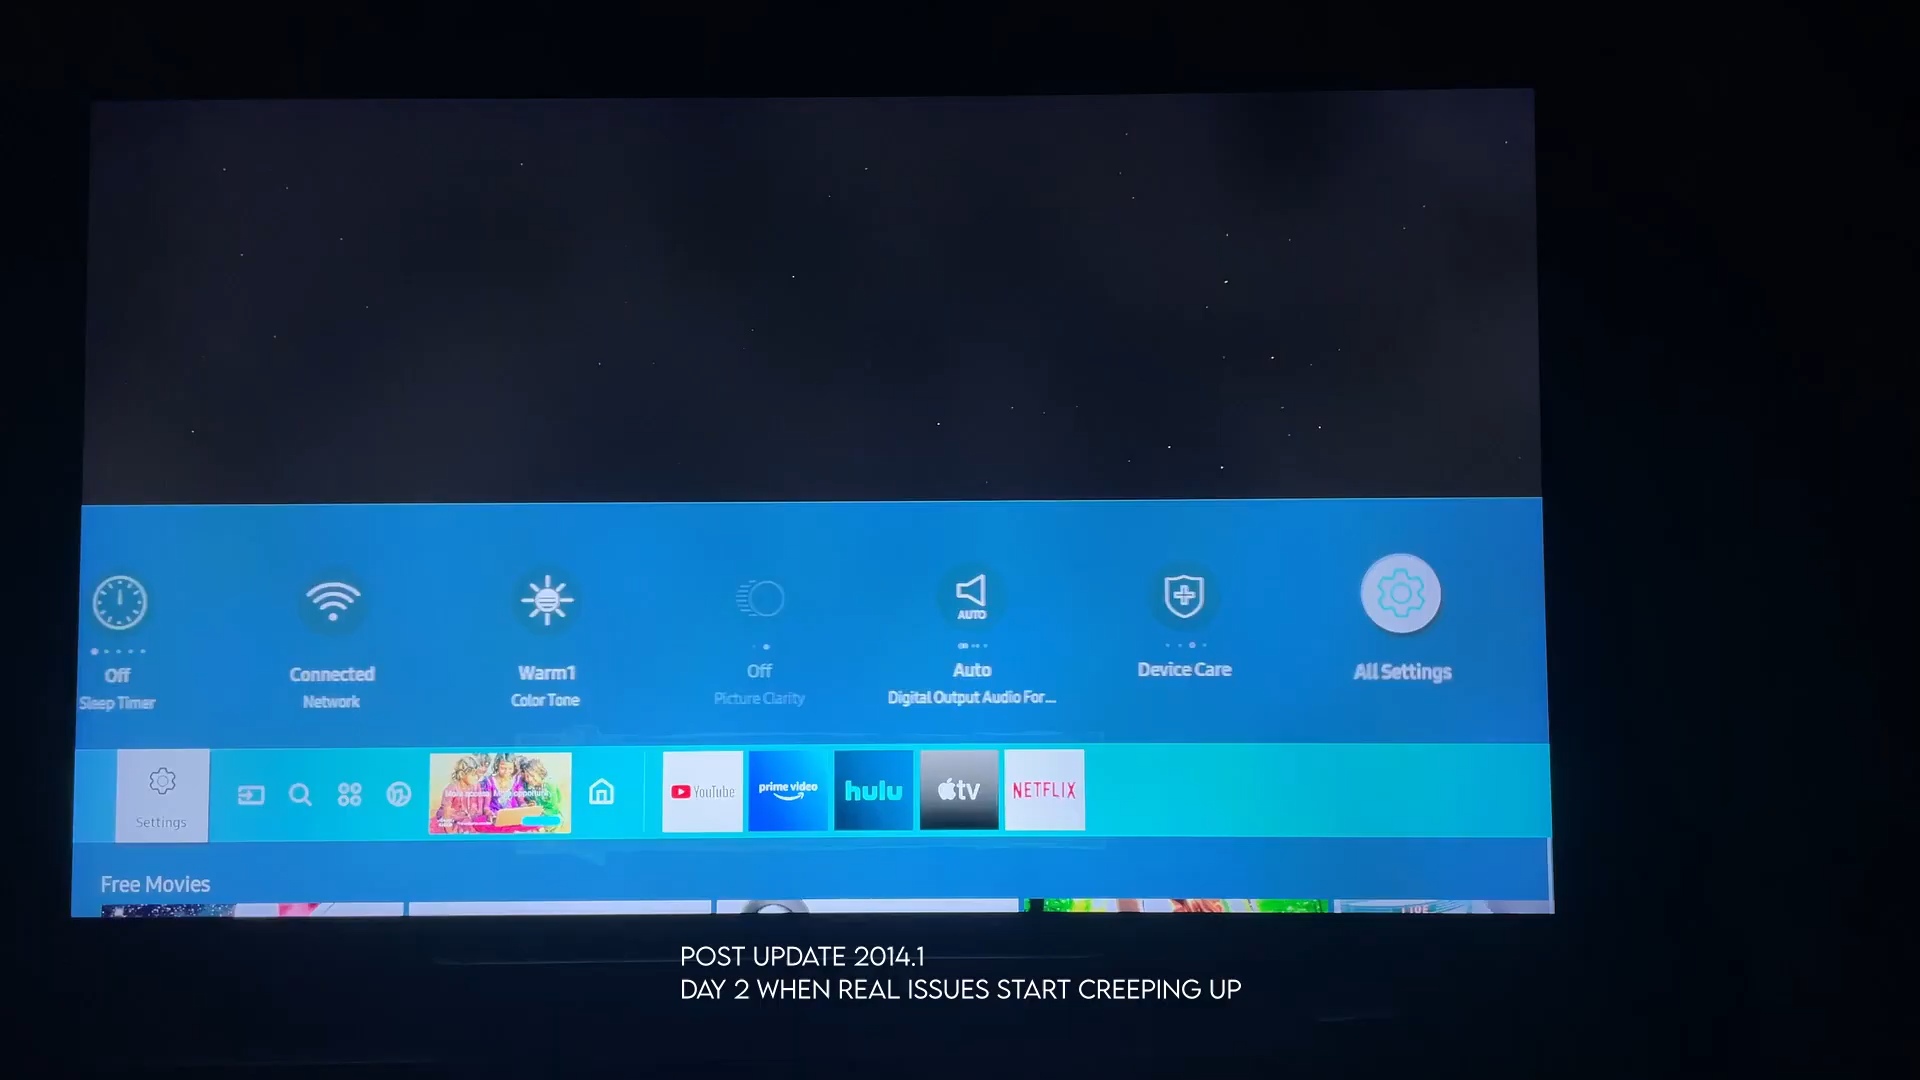 Off
Sleep Timer
Connected
Network
Warm1
Color Tone
Off
Picture Clarity
AUTO
Auto
Digital Output Audio For...
Device Care
All Settings
Settings
YouTube
prime video
hulu
tv
NETFLIX
Free Movies
POST UPDATE 2014.1
DAY 2 WHEN REAL ISSUES START CREEPING UP